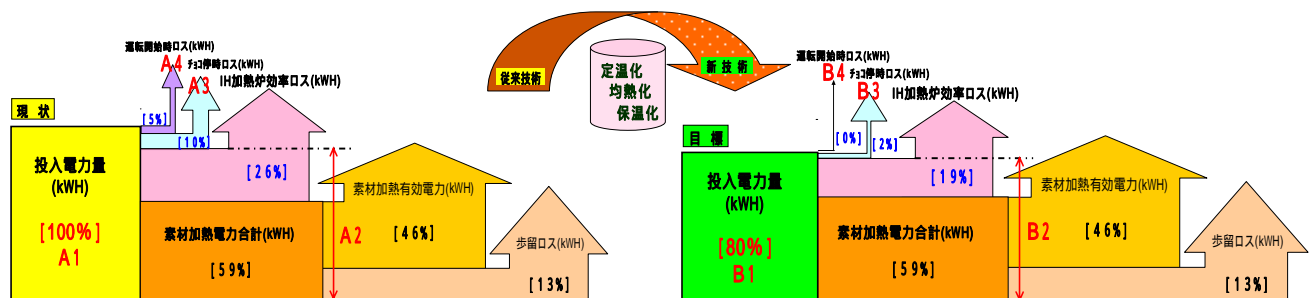 運転開始時ロス(kWH)
A4
チョコ停時ロス(kWH)
A3
IH加熱炉効率ロス(kWH)
現 状
[5%]
[10%]
投入電力量
(kWH)
[100%]
A1
[26%]
素材加熱電力合計(kWH)
[59%]
A2
素材加熱有効電力(kWH)
[46%]
歩留ロス(kWH)
[13%]
従来技術
定温化
均熱化
保温化
新技術
運転開始時ロス(kWH)
B4
チョコ停時ロス(kWH)
B3
IH加熱炉効率ロス(kWH)
目 標
[0%]
[2%]
投入電力量
(kWH)
[80%]
B1
[19%]
素材加熱電力合計(kWH)
[59%]
B2
素材加熱有効電力(kWH)
[46%]
歩留ロス(kWH)
[13%]